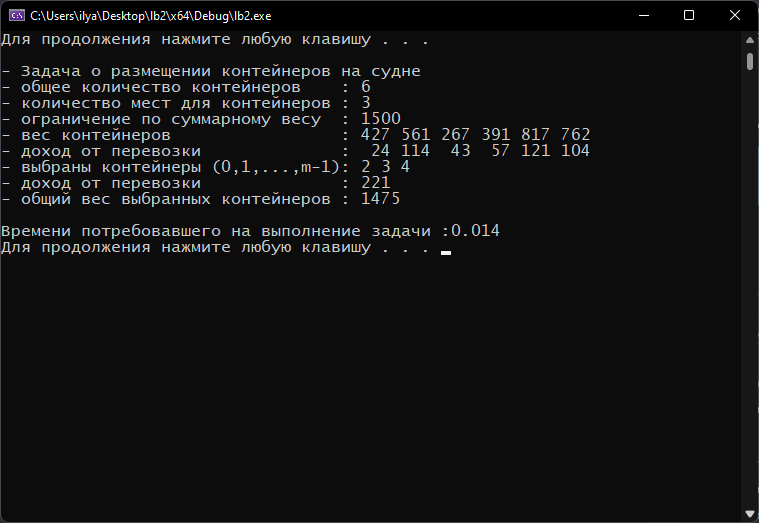 C:\Users\ilya\Desktop\lb2\x64\Debug\lb2.exe
Для продолжения нажмите любую клавишу . . .
- Задача о размещении контейнеров на судне
- общее количество контейнеров    : 6
- количество мест для контейнеров : 3
- ограничение по суммарному весу  : 1500
- вес контейнеров                 : 427 561 267 391 817 762
- доход от перевозки              :  24 114  43  57 121 104
- выбраны контейнеры (0,1,...,m-1): 2 3 4
- доход от перевозки              : 221
- общий вес выбранных контейнеров : 1475
Времени потребовавшего на выполнение задачи :0.014
Для продолжения нажмите любую клавишу . . .